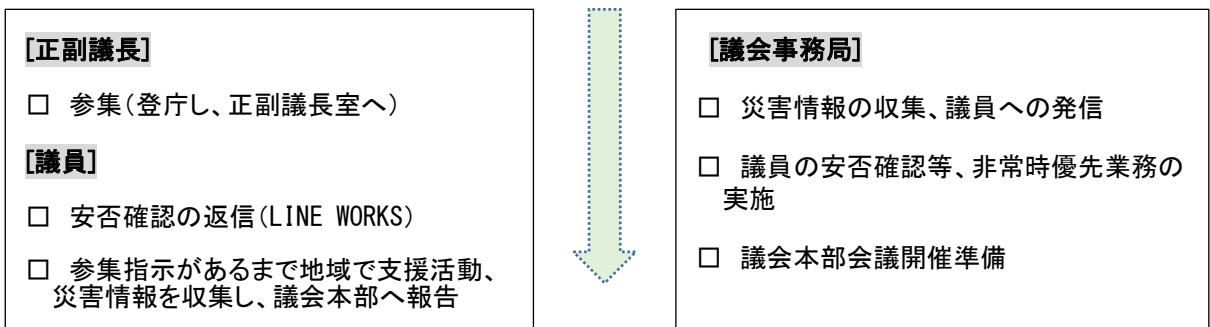 [正副議長]
□ 参集(登庁し、正副議長室へ)
[議員]
□ 安否確認の返信(LINE WORKS)
□ 参集指示があるまで地域で支援活動、
災害情報を収集し、議会本部へ報告
[議会事務局]
□ 災害情報の収集、議員への発信
□ 議員の安否確認等、非常時優先業務の
実施
□ 議会本部会議開催準備